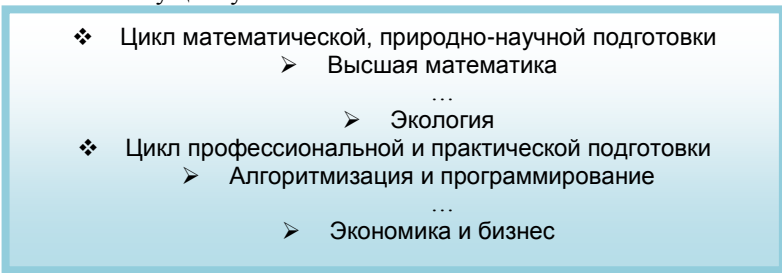 ❖ Цикл математической, природно-научной подготовки
➢ Высшая математика
…
➢ Экология
❖ Цикл профессиональной и практической подготовки
➢ Алгоритмизация и программирование
…
➢ Экономика и бизнес